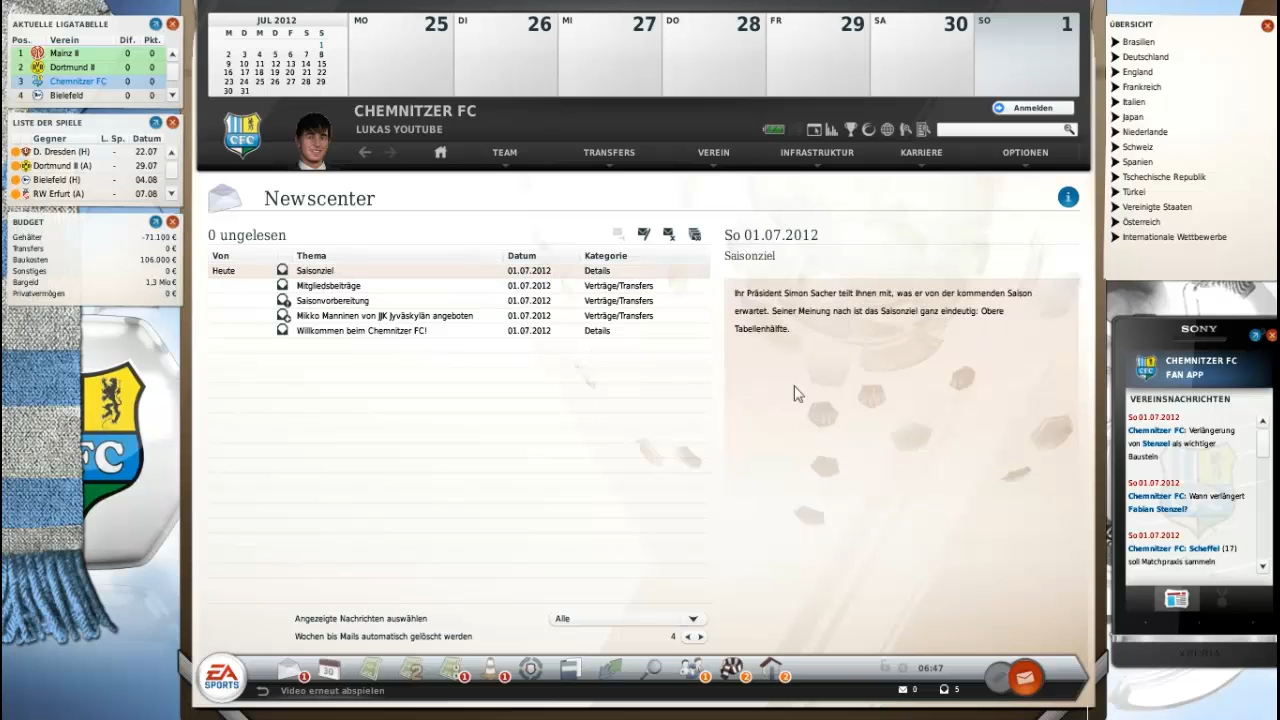 AKTUELLE LIGATABELLE
Pos. Verein Dif. Pkt.
1 Mainz II 0 0
2 Dortmund II 0 0
3 Chemnitzer FC 0 0
4 Bielefeld 0 0
LISTE DER SPIELE
Gegner L. Sp. Datum
D. Dresden (H) - 22.07
Dortmund II (A) - 29.07
Bielefeld (H) - 04.08
RW Erfurt (A) - 07.08
BUDGET
Gehälter -71.100 €
Transfers 0 €
Baukosten 106.000 €
Sonstiges 0 €
Bargeld 1,3 Mio €
Privatvermögen 0 €
FC
JUL 2012
M D M D F S S
1
2 3 4 5 6 7 8
9 10 11 12 13 14 15
16 17 18 19 20 21 22
23 24 25 26 27 28 29
30 31
MO 25 DI 26 MI 27 DO 28 FR 29 SA 30 SO 1
CFC
CHEMNITZER FC
LUKAS YOUTUBE
Anmelden
TEAM TRANSFERS VEREIN INFRASTRUKTUR KARRIERE OPTIONEN
Newscenter
0 ungelesen
Von Thema Datum Kategorie
Heute Saisonziel 01.07.2012 Details
Mitgliedsbeiträge 01.07.2012 Verträge/Transfers
Saisonvorbereitung 01.07.2012 Verträge/Transfers
Mikko Manninen von JJK Jyväskylän angeboten 01.07.2012 Verträge/Transfers
Willkommen beim Chemnitzer FC! 01.07.2012 Details
So 01.07.2012
Saisonziel
Ihr Präsident Simon Sacher teilt Ihnen mit, was er von der kommenden Saison
erwartet. Seiner Meinung nach ist das Saisonziel ganz eindeutig: Obere
Tabellenhälfte.
Angezeigte Nachrichten auswählen Alle
Wochen bis Mails automatisch gelöscht werden 4
EA
SPORTS
1 30 2 1 1 1 2 2
06:47
Video erneut abspielen
0 5
ÜBERSICHT
Brasilien
Deutschland
England
Frankreich
Italien
Japan
Niederlande
Schweiz
Spanien
Tschechische Republik
Türkei
Vereinigte Staaten
Österreich
Internationale Wettbewerbe
SONY
CHEMNITZER FC
FAN APP
VEREINSNACHRICHTEN
So 01.07.2012
Chemnitzer FC: Verlängerung
von Stenzel als wichtiger
Baustein
So 01.07.2012
Chemnitzer FC: Wann verlängert
Fabian Stenzel?
So 01.07.2012
Chemnitzer FC: Scheffel (17)
soll Matchpraxis sammeln
XPERIA